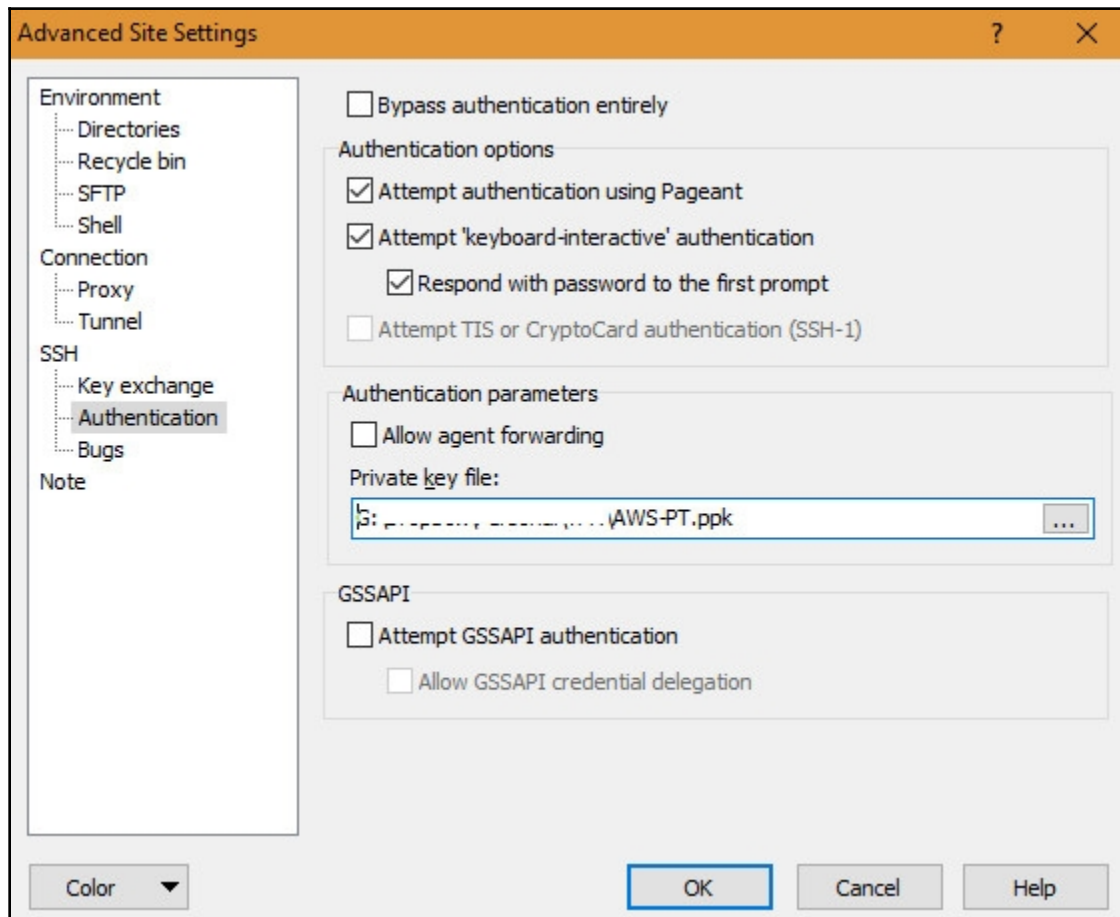 Advanced Site Settings
?
Environment
Directories
Recycle bin
SFTP
Shell
Connection
Proxy
Tunnel
SSH
Key exchange
Authentication
Bugs
Note
Bypass authentication entirely
Authentication options
Attempt authentication using Pageant
Attempt 'keyboard-interactive' authentication
Respond with password to the first prompt
Attempt TIS or CryptoCard authentication (SSH-1)
Authentication parameters
Allow agent forwarding
Private key file:
G: \AWS-PT.ppk
...
GSSAPI
Attempt GSSAPI authentication
Allow GSSAPI credential delegation
Color
OK
Cancel
Help